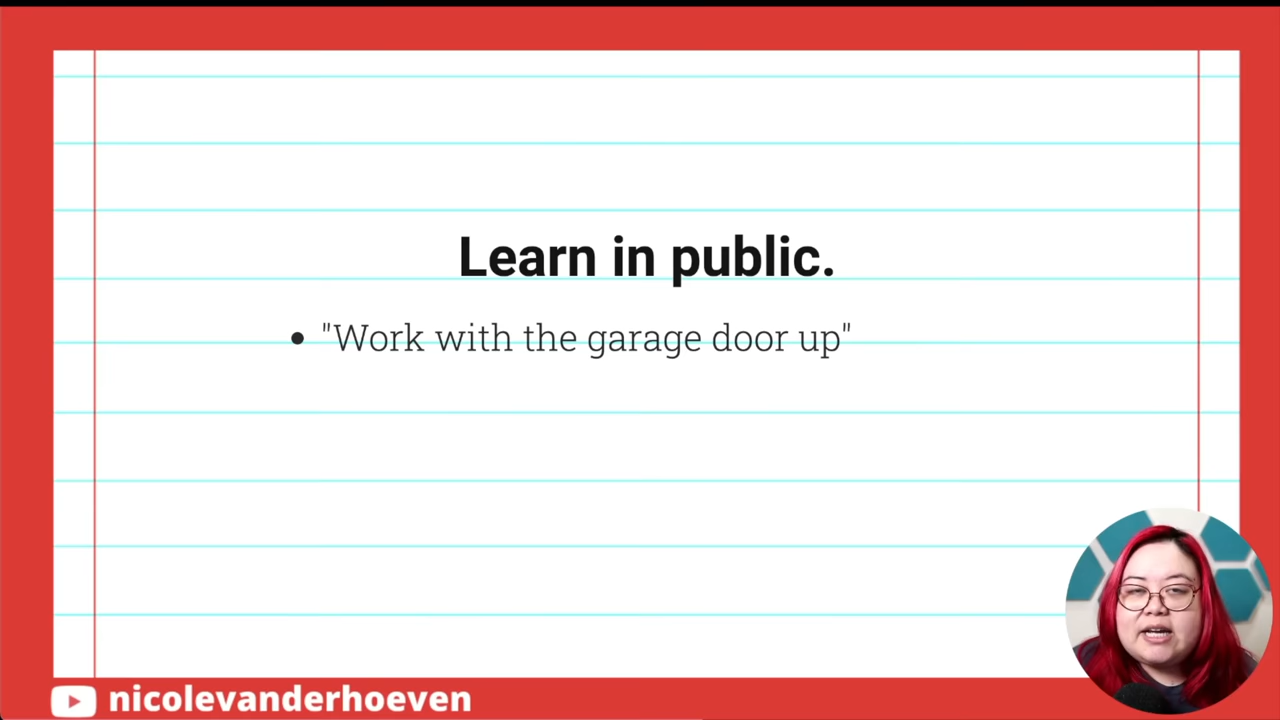 Learn in public.
"Work with the garage door up"
nicolevanderhoeven